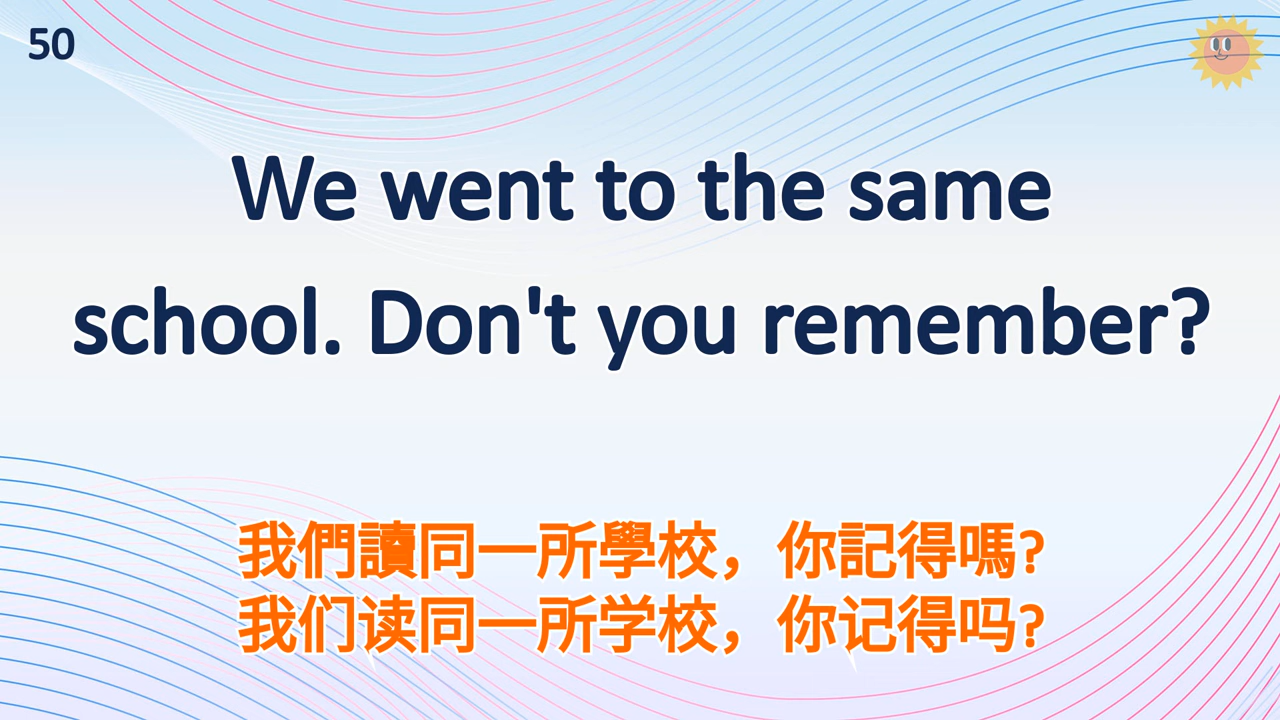 50
We went to the same
school. Don't you remember?
我們讀同一所學校，你記得嗎?
我们读同一所学校，你记得吗?